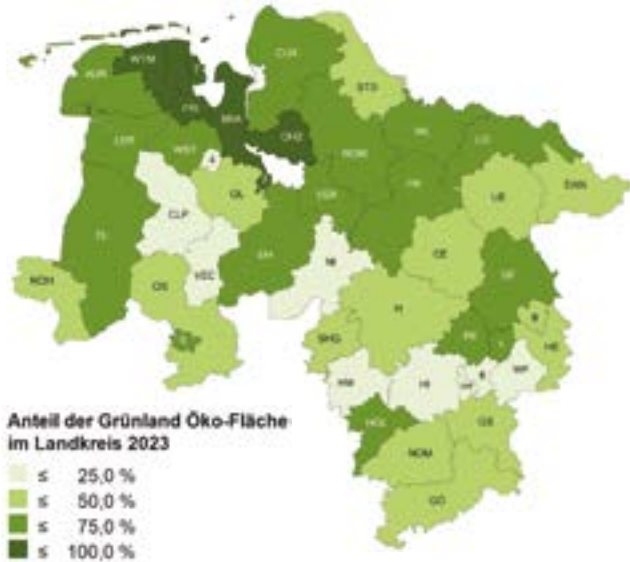 WTM
CUX
STD
AUR
FRI
BRA
OHZ
LER
WST
ROW
WL
LG
OL
VER
HK
UE
DAN
CLP
EL
DH
NI
CE
GF
VEC
NOH
OS
H
SHG
PE
HE
HM
HI
WF
HOL
GS
NOM
GÖ
Anteil der Grünland Öko-Fläche
im Landkreis 2023
≤ 25,0 %
≤ 50,0 %
≤ 75,0 %
≤ 100,0 %